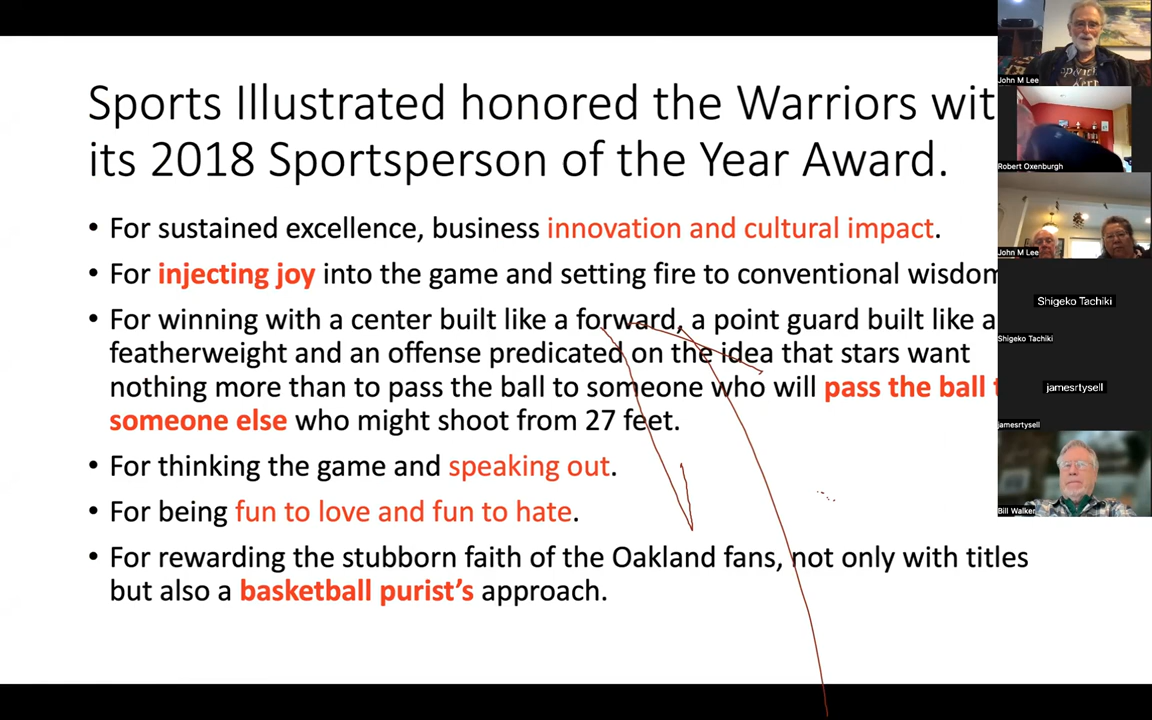 Sports Illustrated honored the Warriors wit
its 2018 Sportsperson of the Year Award.
• For sustained excellence, business innovation and cultural impact.
• For injecting joy into the game and setting fire to conventional wisdom
• For winning with a center built like a forward, a point guard built like a
featherweight and an offense predicated on the idea that stars want
nothing more than to pass the ball to someone who will pass the ball t
someone else who might shoot from 27 feet.
• For thinking the game and speaking out.
• For being fun to love and fun to hate.
• For rewarding the stubborn faith of the Oakland fans, not only with titles
but also a basketball purist's approach.
John M Lee
Robert Oxenburgh
John M Lee
Shigeko Tachiki
Shigeko Tachiki
jamesrtysell
jamesrtysell
Bill Walker